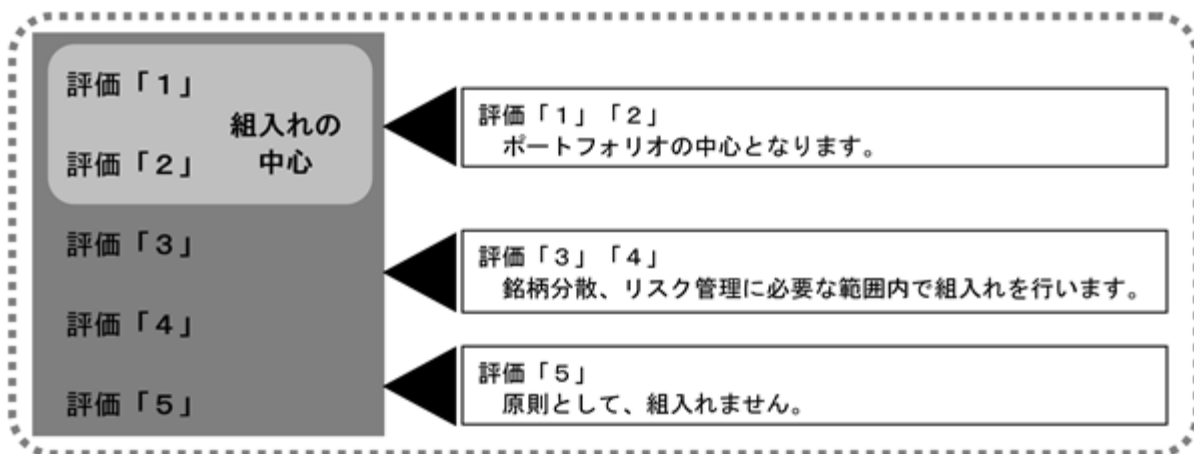 評価「１」
評価「２」
組入れの
中心
評価「３」
評価「４」
評価「５」
評価「１」「２」
ポートフォリオの中心となります。
評価「３」「４」
銘柄分散、リスク管理に必要な範囲内で組入れを行います。
評価「５」
原則として、組入れません。